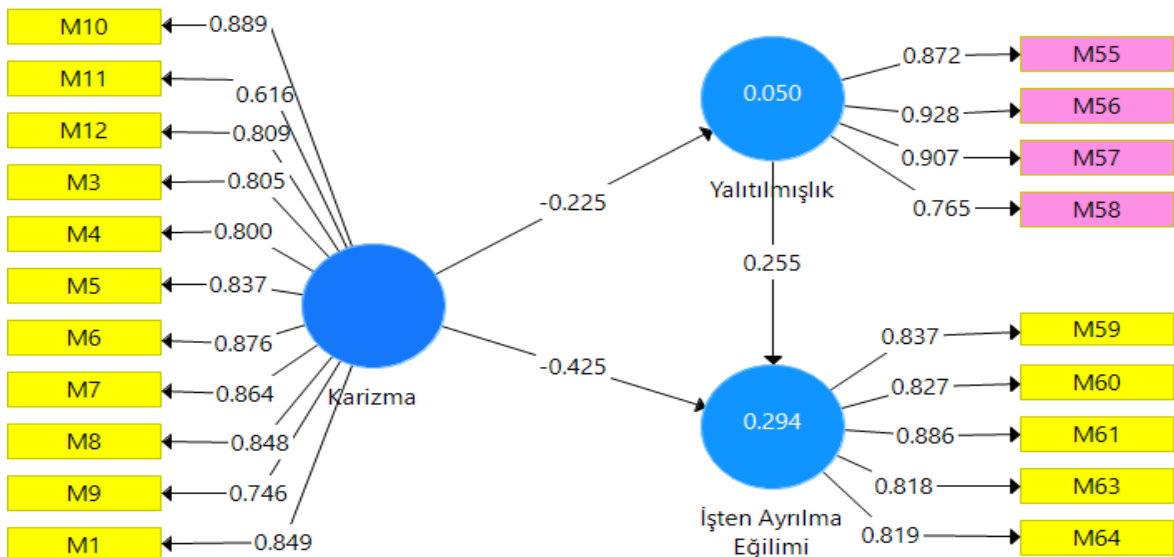 M10
0.889
M11
0.616
M12
0.809
M3
0.805
M4
0.800
M5
0.837
M6
0.876
M7
0.864
M8
0.848
M9
0.746
M1
0.849
Karizma
-0.225
-0.425
0.050
Yalıtılmışlık
0.255
0.294
İşten Ayrılma
Eğilimi
0.872
M55
0.928
M56
0.907
M57
0.765
M58
0.837
M59
0.827
M60
0.886
M61
0.818
M63
0.819
M64